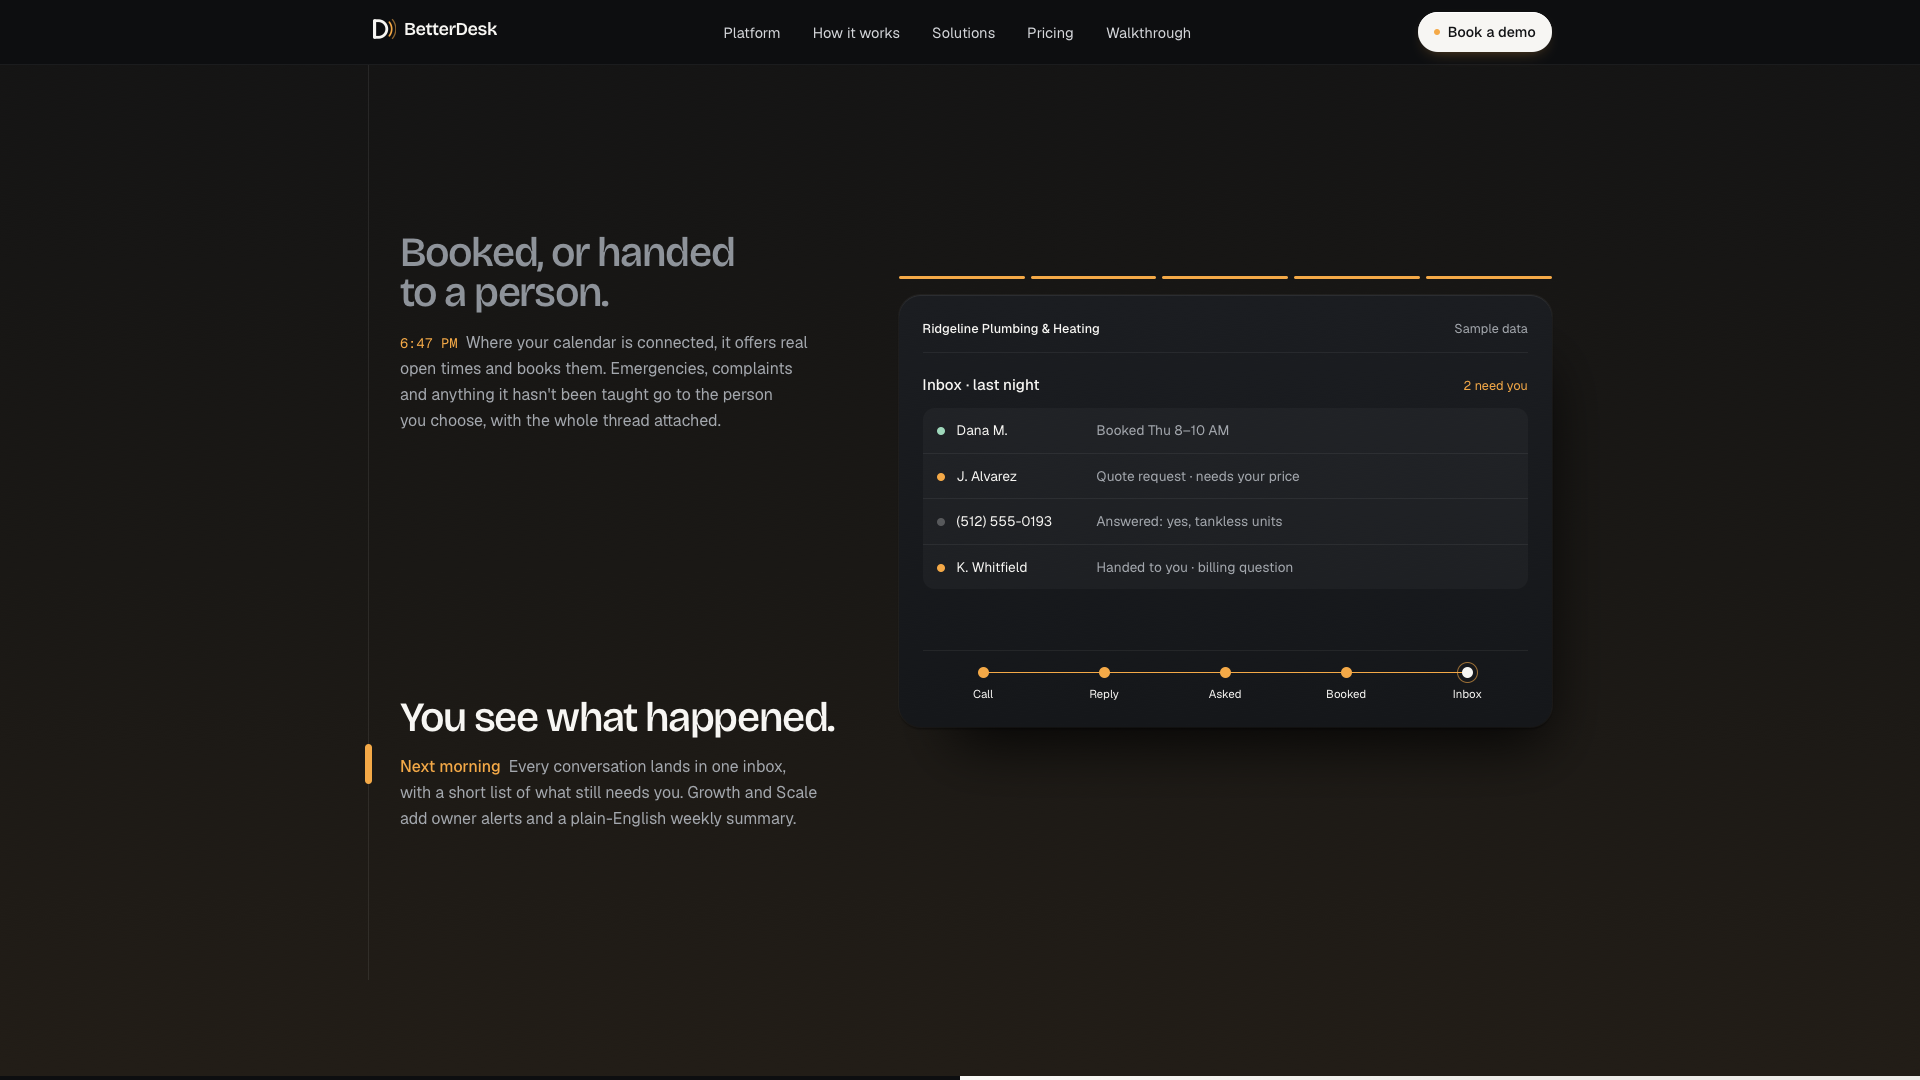 BetterDesk
Platform
How it works
Solutions
Pricing
Walkthrough
Book a demo
Booked, or handed
to a person.
6:47 PM Where your calendar is connected, it offers real
open times and books them. Emergencies, complaints
and anything it hasn't been taught go to the person
you choose, with the whole thread attached.
You see what happened.
Next morning Every conversation lands in one inbox,
with a short list of what still needs you. Growth and Scale
add owner alerts and a plain-English weekly summary.
Ridgeline Plumbing & Heating
Sample data
Inbox · last night
2 need you
Dana M.
Booked Thu 8–10 AM
J. Alvarez
Quote request · needs your price
(512) 555-0193
Answered: yes, tankless units
K. Whitfield
Handed to you · billing question
Call
Reply
Asked
Booked
Inbox